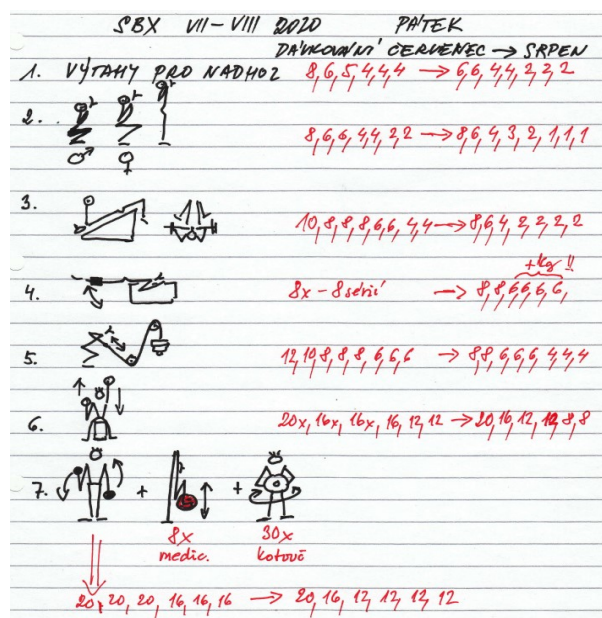 SBX VII-VIII 2020 PÁTEK
DÁVKOVÁNÍ ČERVENEC → SRPEN
1. VÝTAHY PRO NADHOZ 8,6,5,4,4,4 → 6,6,4,4,2,2,2
2. 8,6,6,4,4,2,2 → 8,6,4,3,2,1,1,1
♂ ♀
3. 10,8,8,8,6,6,4,4 → 8,6,4,2,2,2,2
+kg !!
4. 8x - 8 sérií → 8,8,6,6,6,6,
5. 12,10,8,8,8,6,6,6 → 8,8,6,6,6,4,4,4
6. 20x, 16x, 16x, 16, 12, 12 → 20,16,12,12,8,8
7. + +
8x 30x
medic. kotouč
20, 20, 20, 16, 16, 16 → 20, 16, 12, 12, 12, 12